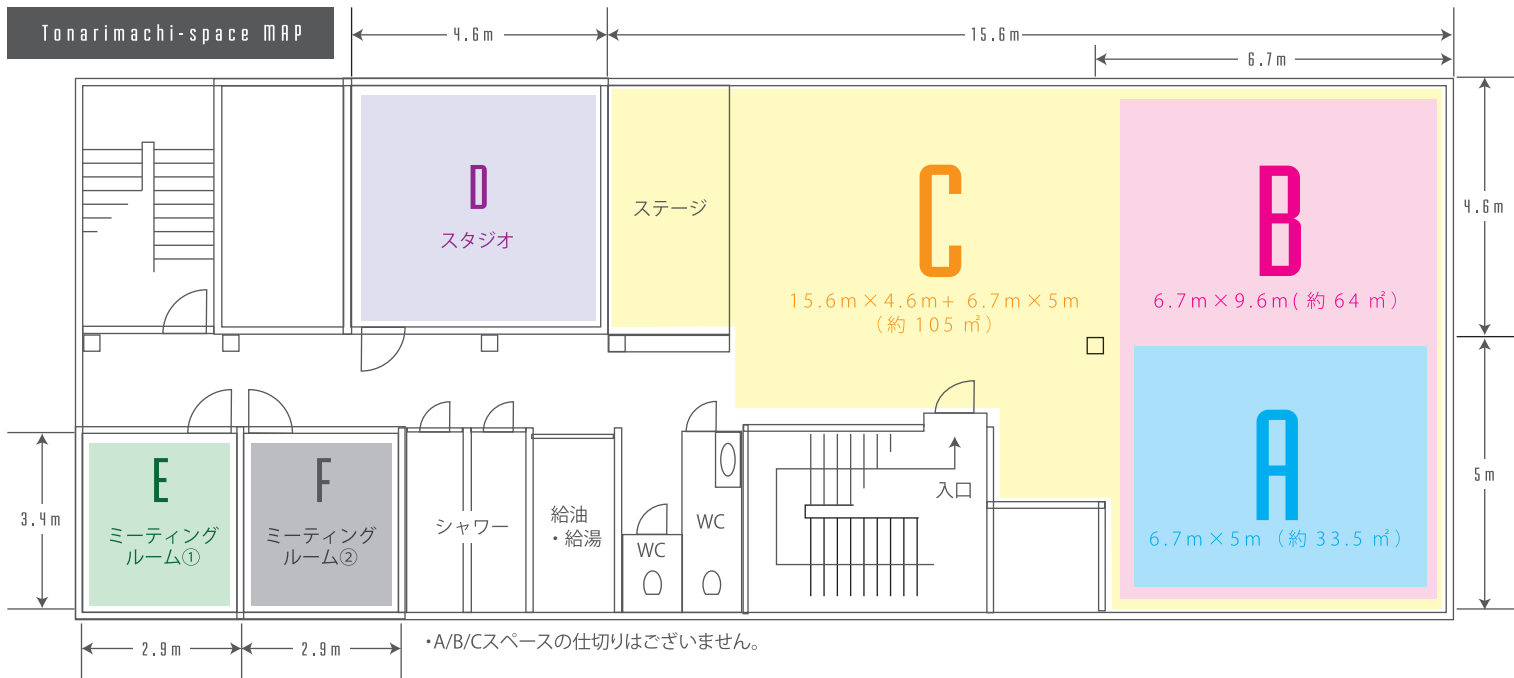 Tonarimachi-space MAP
4.6m
15.6m
6.7m
D
スタジオ
ステージ
C
15.6m×4.6m+ 6.7m×5m
（約 105 ㎡）
B
6.7m×9.6m( 約 64 ㎡)
4.6m
A
6.7m×5m （約 33.5 ㎡）
5m
3.4m
E
ミーティング
ルーム①
F
ミーティング
ルーム②
シャワー
給油
・給湯
WC
WC
入口
2.9m
2.9m
・A/B/Cスペースの仕切りはございません。